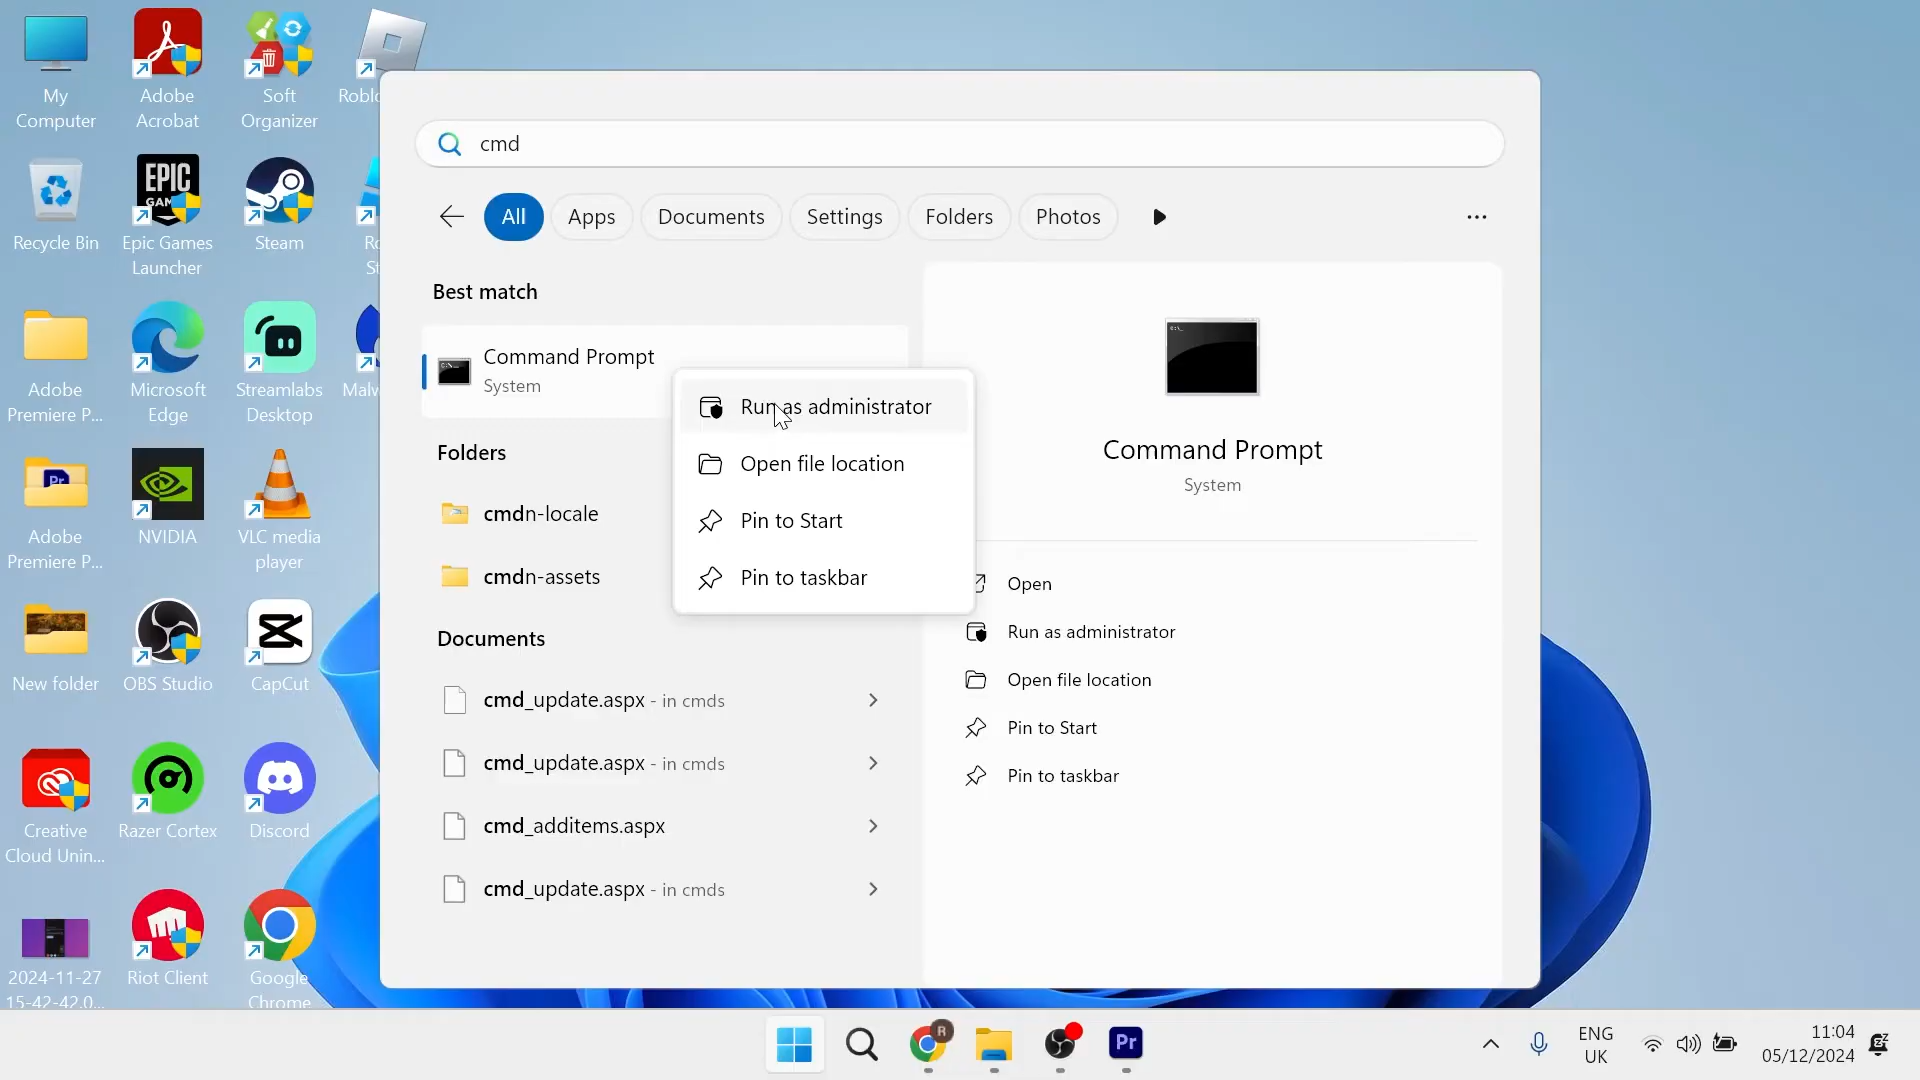 My
Computer
Adobe
Acrobat
Soft
Organizer
Recycle Bin
EPIC
Epic Games
Launcher
Steam
Adobe
Premiere P...
Microsoft
Edge
Streamlabs
Desktop
Adobe
Premiere P...
NVIDIA
VLC media
player
New folder
OBS Studio
CapCut
Creative
Cloud Unin...
Razer Cortex
Discord
2024-11-27
15-42-42.0...
Riot Client
Google
Chrome
cmd
All
Apps
Documents
Settings
Folders
Photos
Best match
Command Prompt
System
Run as administrator
Open file location
Pin to Start
Pin to taskbar
Folders
cmdn-locale
cmdn-assets
Documents
cmd_update.aspx - in cmds
cmd_update.aspx - in cmds
cmd_additems.aspx
cmd_update.aspx - in cmds
Command Prompt
System
Open
Run as administrator
Open file location
Pin to Start
Pin to taskbar
R
Pr
ENG
UK
11:04
05/12/2024